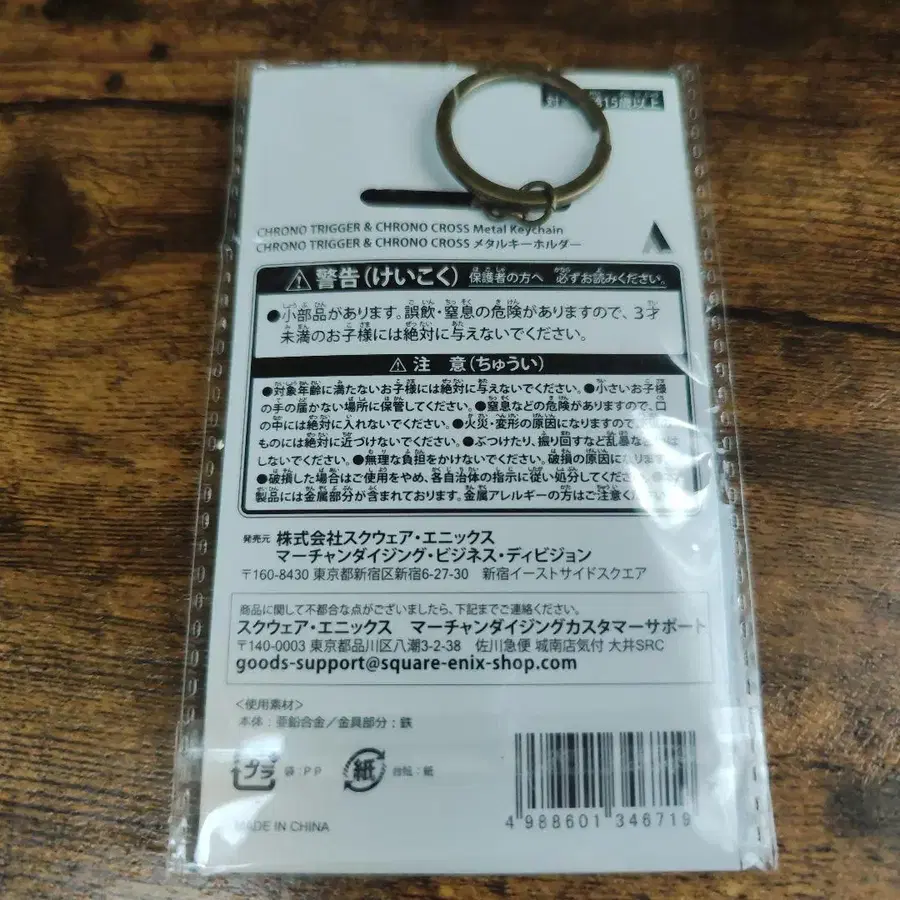 対 15歳以上
CHRONO TRIGGER & CHRONO CROSS Metal Keychain
CHRONO TRIGGER & CHRONO CROSS メタルキーホルダー
警告(けいこく) 保護者の方へ 必ずお読みください。
●小部品があります。誤飲・窒息の危険がありますので、3才
未満のお子様には絶対に与えないでください。
注 意(ちゅうい)
●対象年齢に満たないお子様には絶対に与えないでください。●小さいお子様
の手の届かない場所に保管してください。●窒息などの危険がありますので、口
の中には絶対に入れないでください。●火災・変形の原因になりますので
ものには絶対に近づけないでください。●ぶつけたり、振り回すなど乱暴な
しないでください。●無理な負担をかけないでください。破損の原因になります
●破損した場合はご使用をやめ、各自治体の指示に従い処分してください。●
製品には金属部分が含まれております。金属アレルギーの方はご注意ください
発売元 株式会社スクウェア・エニックス
マーチャンダイジング・ビジネス・ディビジョン
〒160-8430 東京都新宿区新宿6-27-30 新宿イーストサイドスクエア
商品に関して不都合な点がございましたら、下記までご連絡ください。
スクウェア・エニックス マーチャンダイジングカスタマーサポート
〒140-0003 東京都品川区八潮3-2-38 佐川急便 城南店気付 大井SRC
goods-support@square-enix-shop.com
<使用素材>
本体:亜鉛合金/金具部分:鉄
プラ 袋:PP 紙 台紙:紙
MADE IN CHINA
4 988601 346719